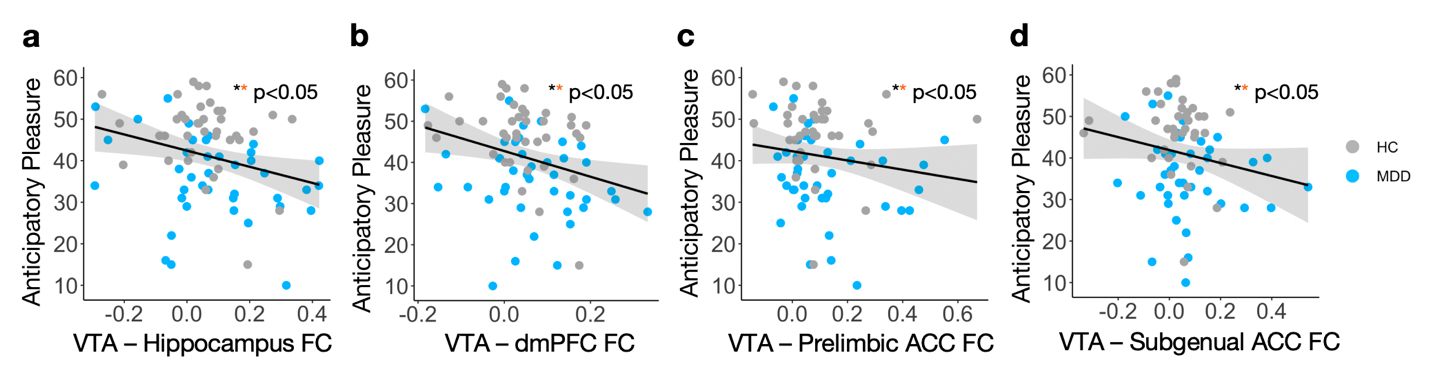 a
Anticipatory Pleasure
60
50
40
30
20
10
** p<0.05
-0.2 0.0 0.2 0.4
VTA – Hippocampus FC
b
Anticipatory Pleasure
60
50
40
30
20
10
** p<0.05
-0.2 0.0 0.2
VTA – dmPFC FC
c
Anticipatory Pleasure
60
50
40
30
20
10
** p<0.05
0.0 0.2 0.4 0.6
VTA – Prelimbic ACC FC
d
Anticipatory Pleasure
60
50
40
30
20
10
** p<0.05
-0.2 0.0 0.2 0.4
VTA – Subgenual ACC FC
HC
MDD